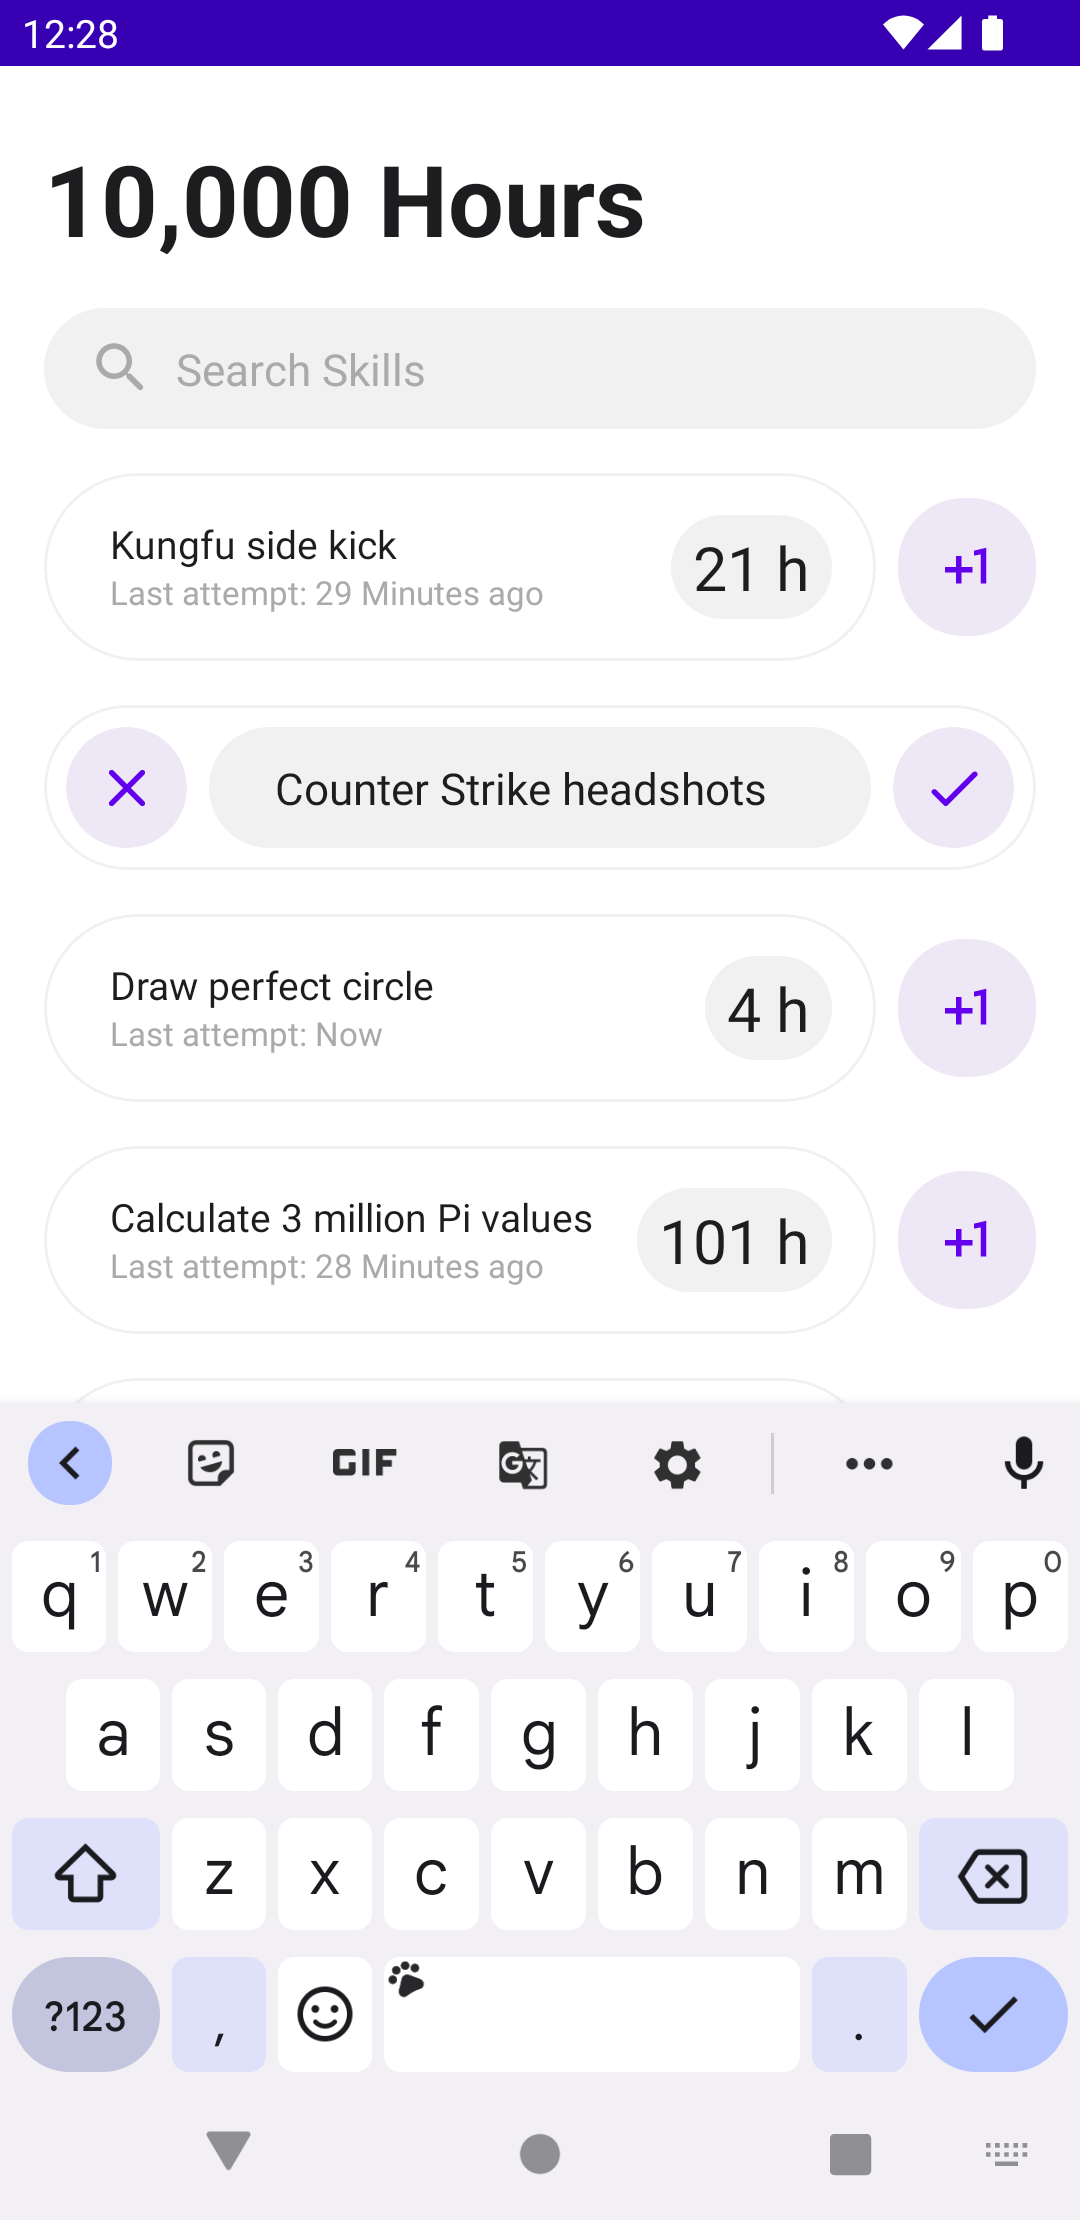 12:28
10,000 Hours
Search Skills
Kungfu side kick
Last attempt: 29 Minutes ago
21 h
+1
Counter Strike headshots
Draw perfect circle
Last attempt: Now
4 h
+1
Calculate 3 million Pi values
Last attempt: 28 Minutes ago
101 h
+1
GIF
G 文
q 1 w 2 e 3 r 4 t 5 y 6 u 7 i 8 o 9 p 0
a s d f g h j k l
z x c v b n m
?123 , .